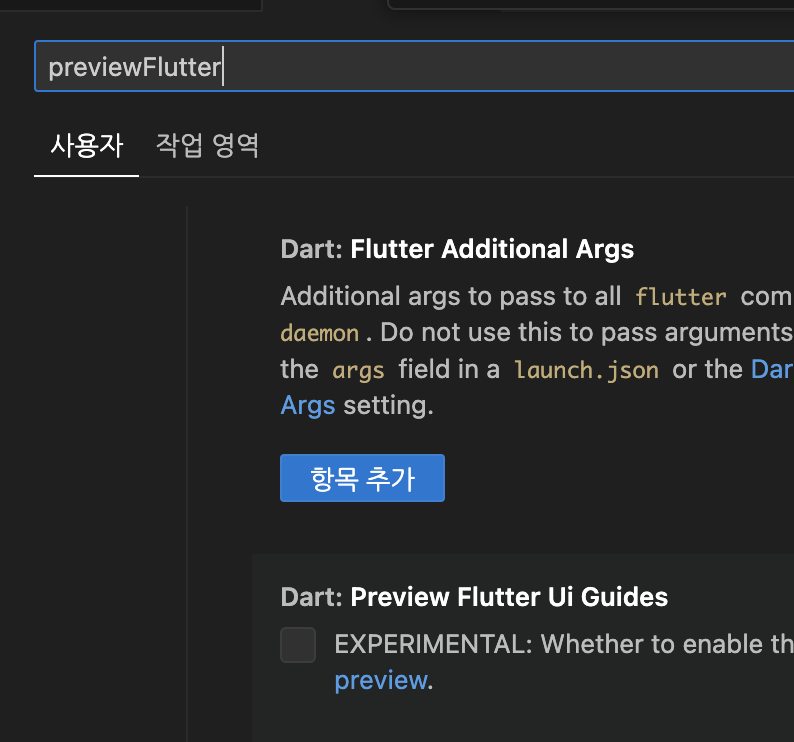 previewFlutter
사용자 작업 영역
Dart: Flutter Additional Args
Additional args to pass to all flutter com
daemon. Do not use this to pass arguments
the args field in a launch.json or the Dar
Args setting.
항목 추가
Dart: Preview Flutter Ui Guides
EXPERIMENTAL: Whether to enable th
preview.